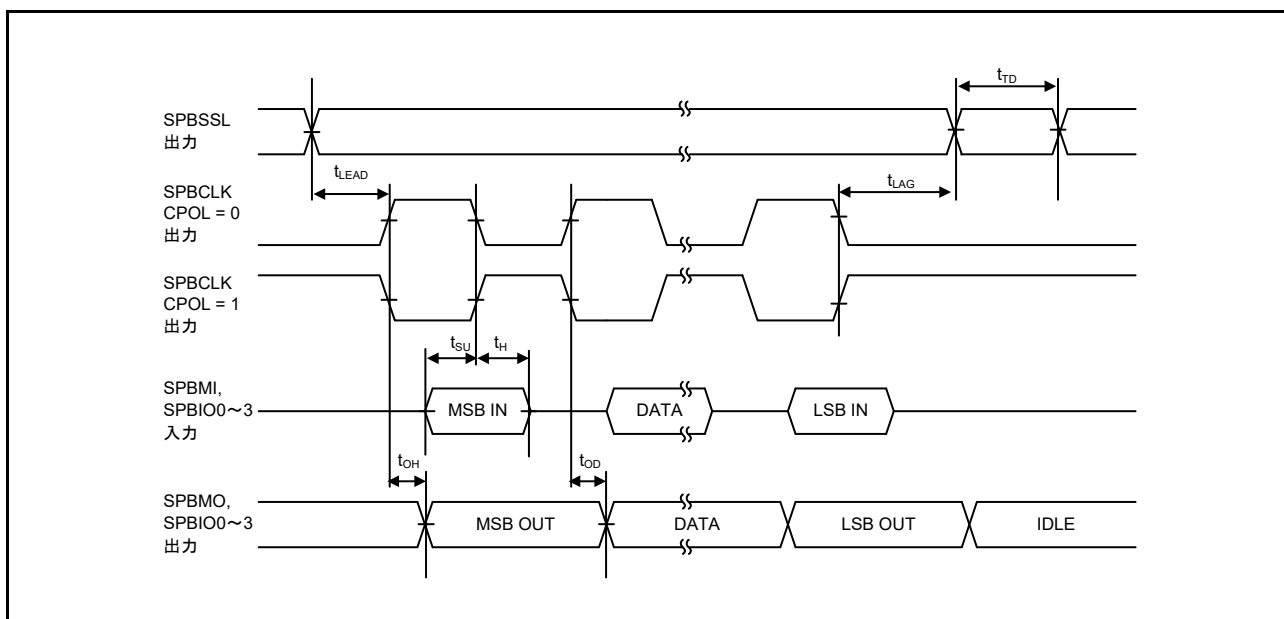 SPBSSL
出力
tTD
tLEAD
SPBCLK
CPOL = 0
出力
tLAG
SPBCLK
CPOL = 1
出力
tSU
tH
SPBMI,
SPBIO0～3
入力
MSB IN
DATA
LSB IN
tOH
tOD
SPBMO,
SPBIO0～3
出力
MSB OUT
DATA
LSB OUT
IDLE